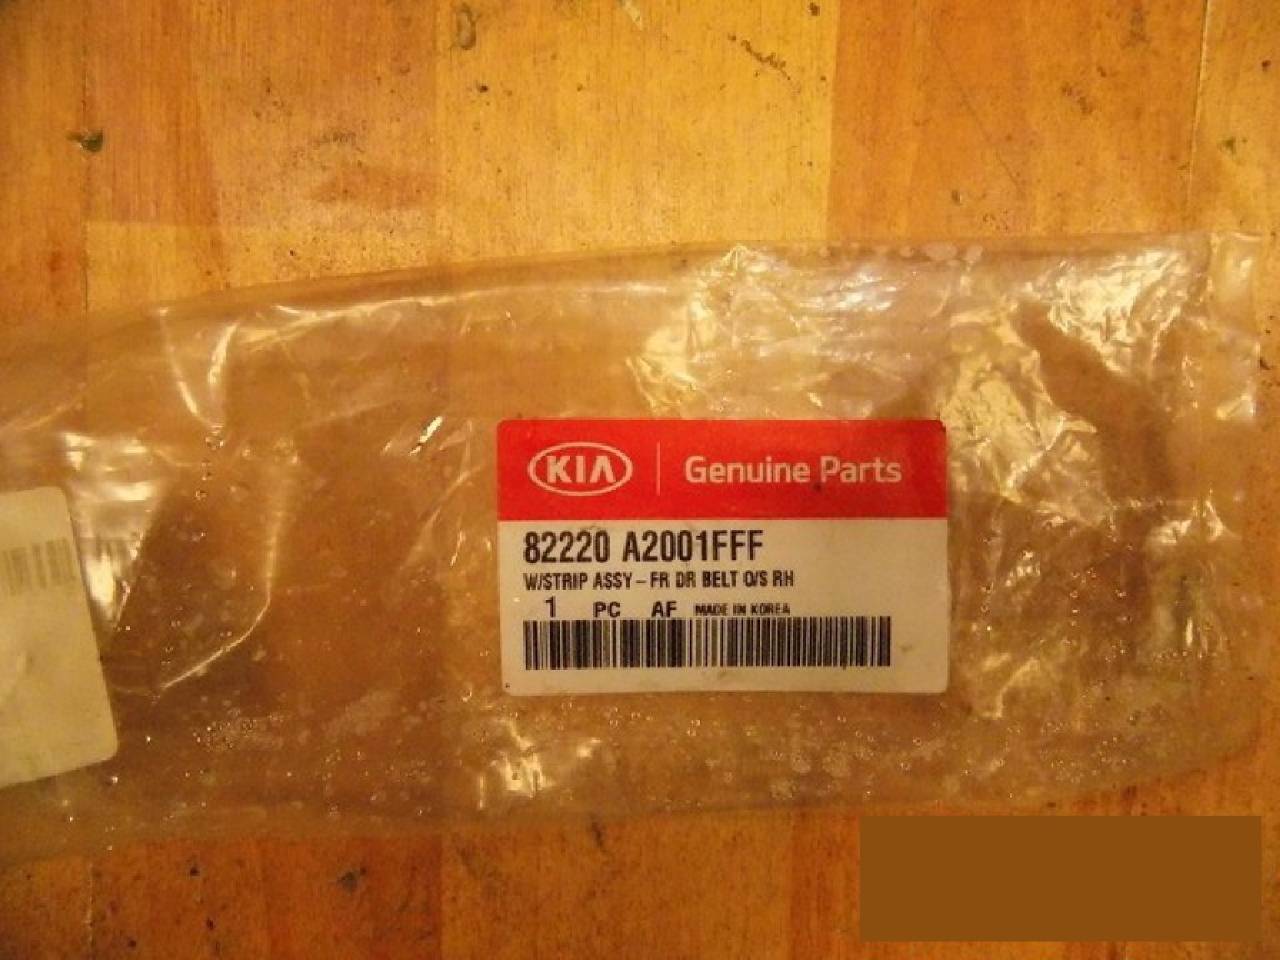 KIA Genuine Parts
82220 A2001FFF
W/STRIP ASSY-FR DR BELT O/S RH
1 PC AF MADE IN KOREA